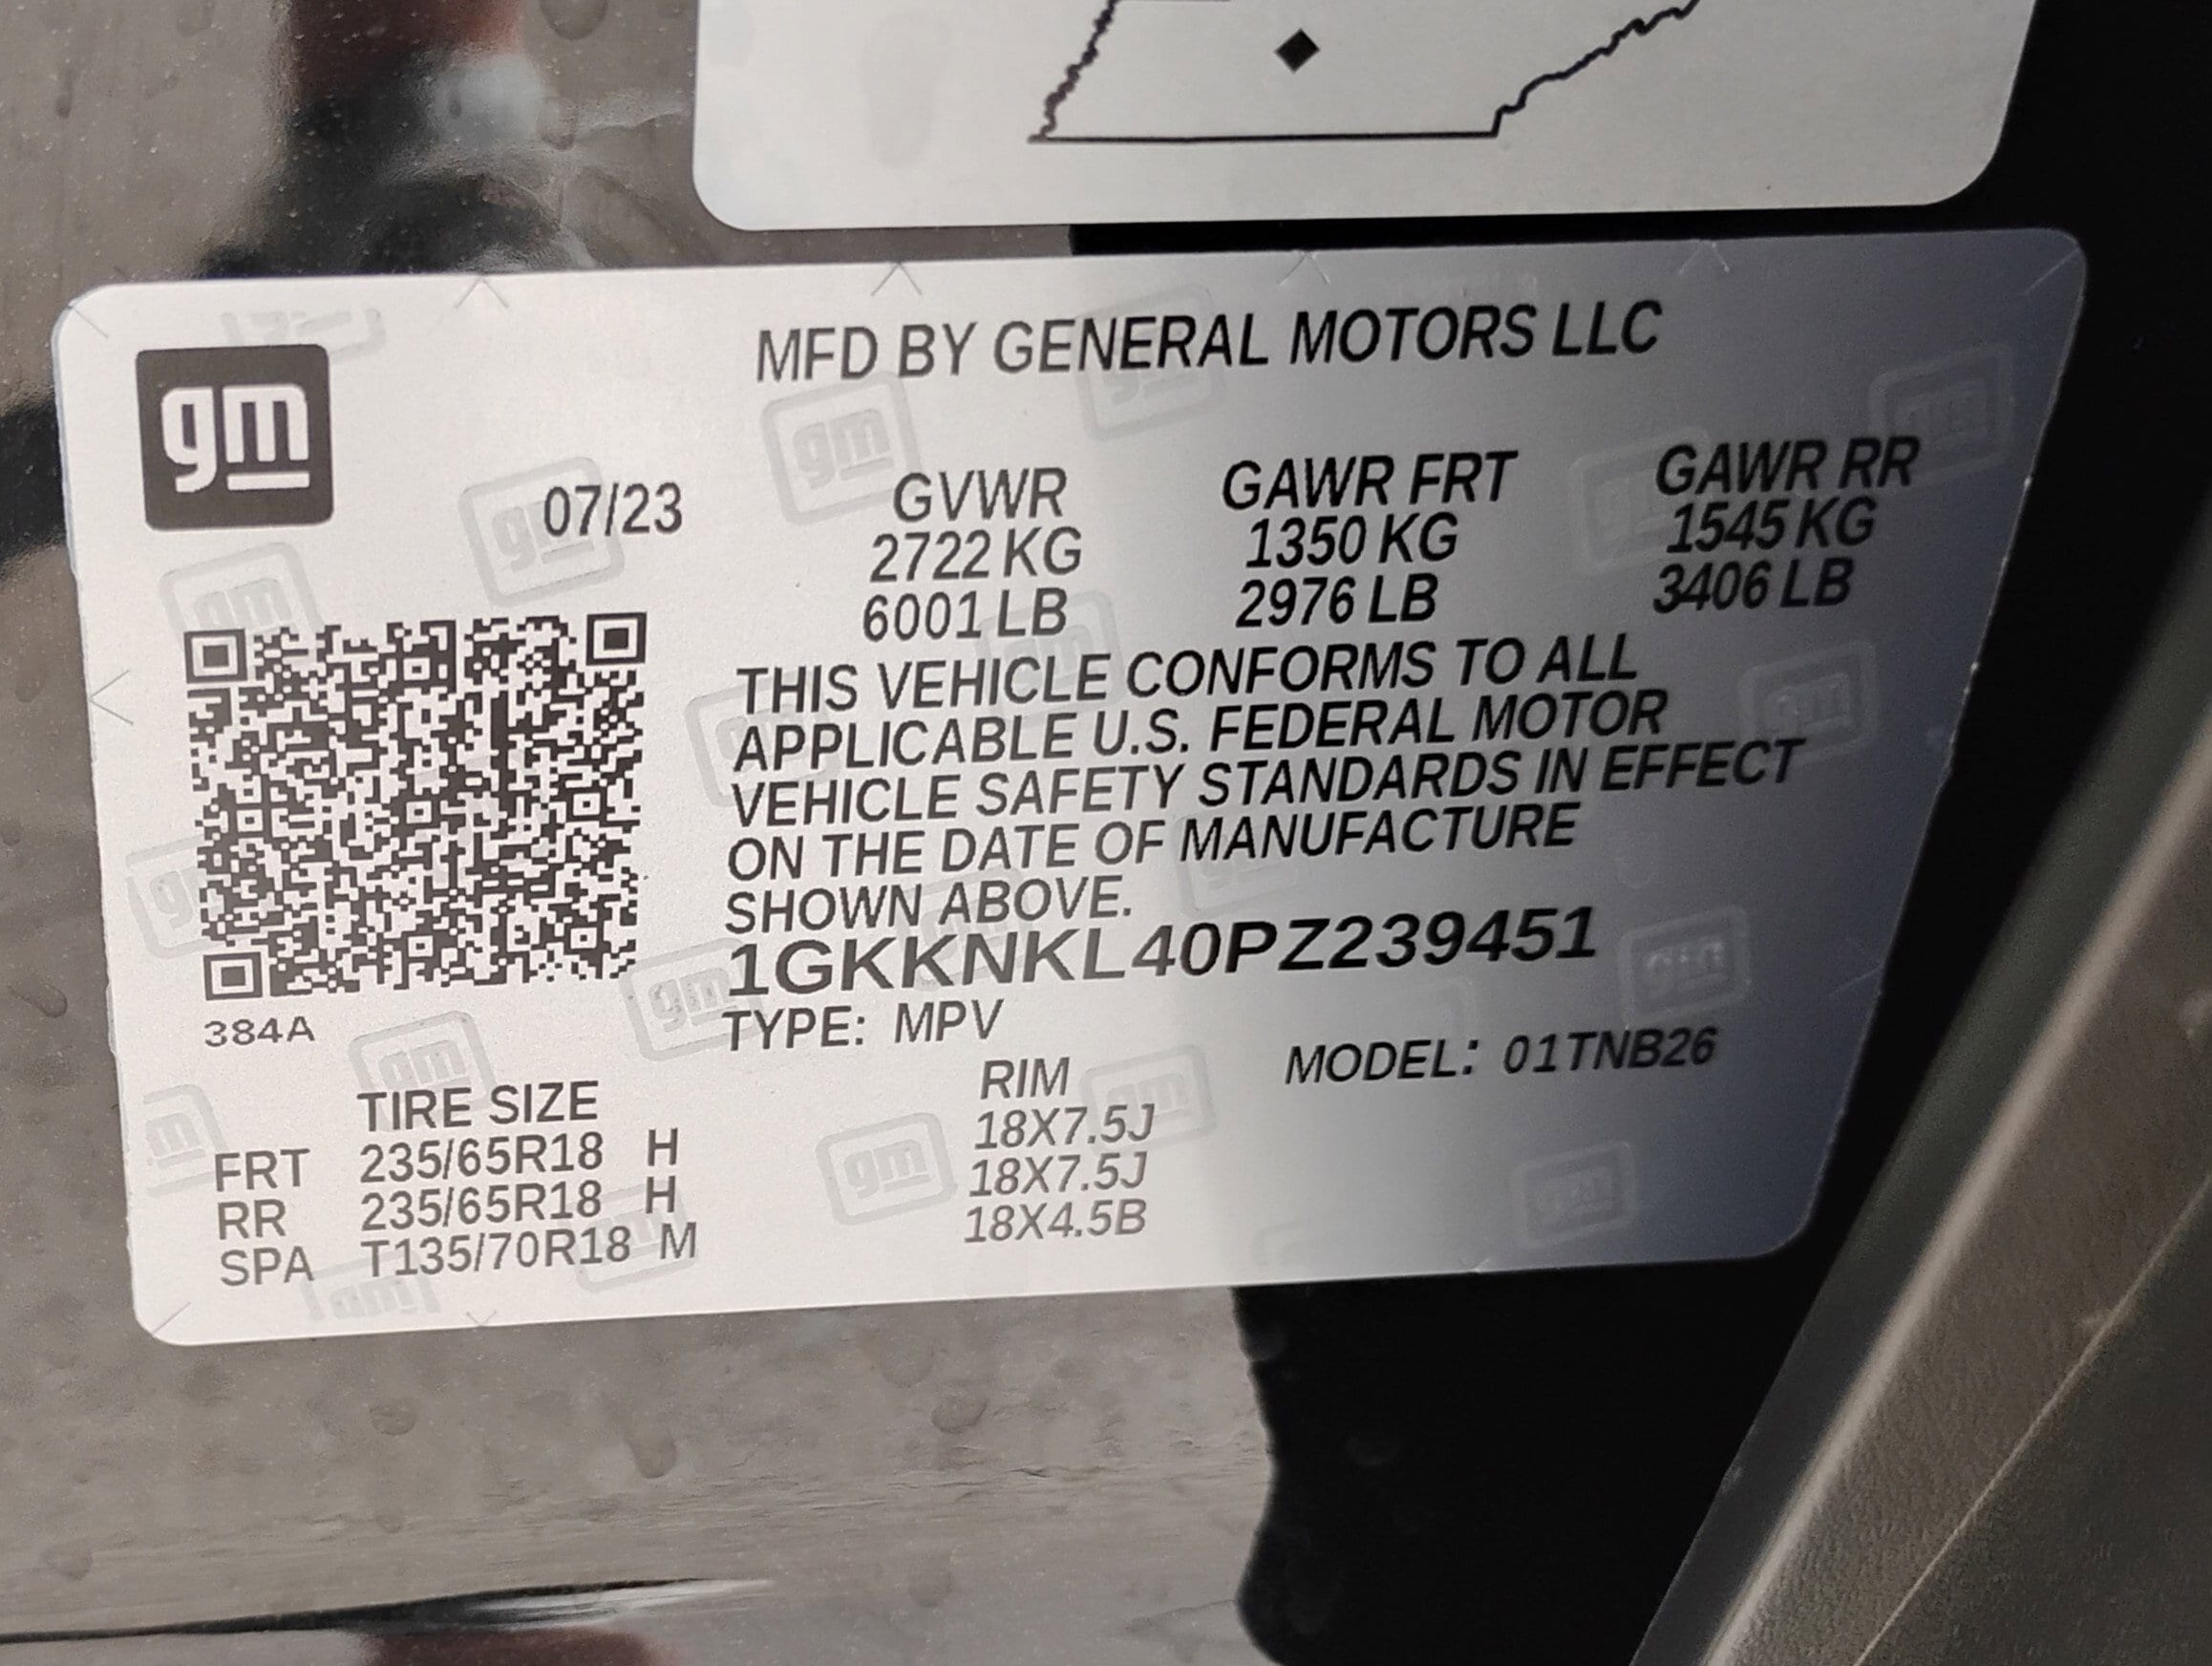 gm
MFD BY GENERAL MOTORS LLC
07/23
GVWR GAWR FRT GAWR RR
2722 KG 1350 KG 1545 KG
6001 LB 2976 LB 3406 LB
THIS VEHICLE CONFORMS TO ALL
APPLICABLE U.S. FEDERAL MOTOR
VEHICLE SAFETY STANDARDS IN EFFECT
ON THE DATE OF MANUFACTURE
SHOWN ABOVE.
1GKKNKL40PZ239451
384A
TYPE: MPV MODEL: 01TNB26
TIRE SIZE RIM
FRT 235/65R18 H 18X7.5J
RR 235/65R18 H 18X7.5J
SPA T135/70R18 M 18X4.5B